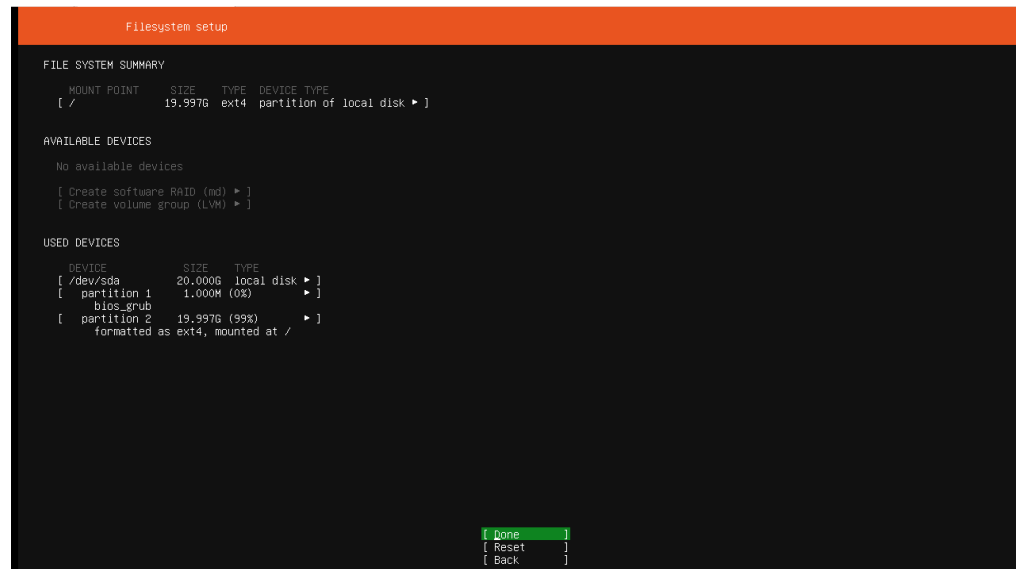 Filesystem setup
FILE SYSTEM SUMMARY
MOUNT POINT SIZE TYPE DEVICE TYPE
[ / 19.997G ext4 partition of local disk ▸ ]
AVAILABLE DEVICES
No available devices
[ Create software RAID (md) ▸ ]
[ Create volume group (LVM) ▸ ]
USED DEVICES
DEVICE SIZE TYPE
[ /dev/sda 20.000G local disk ▸ ]
[ partition 1 1.000M (0%) ▸ ]
bios_grub
[ partition 2 19.997G (99%) ▸ ]
formatted as ext4, mounted at /
[ Done ]
[ Reset ]
[ Back ]